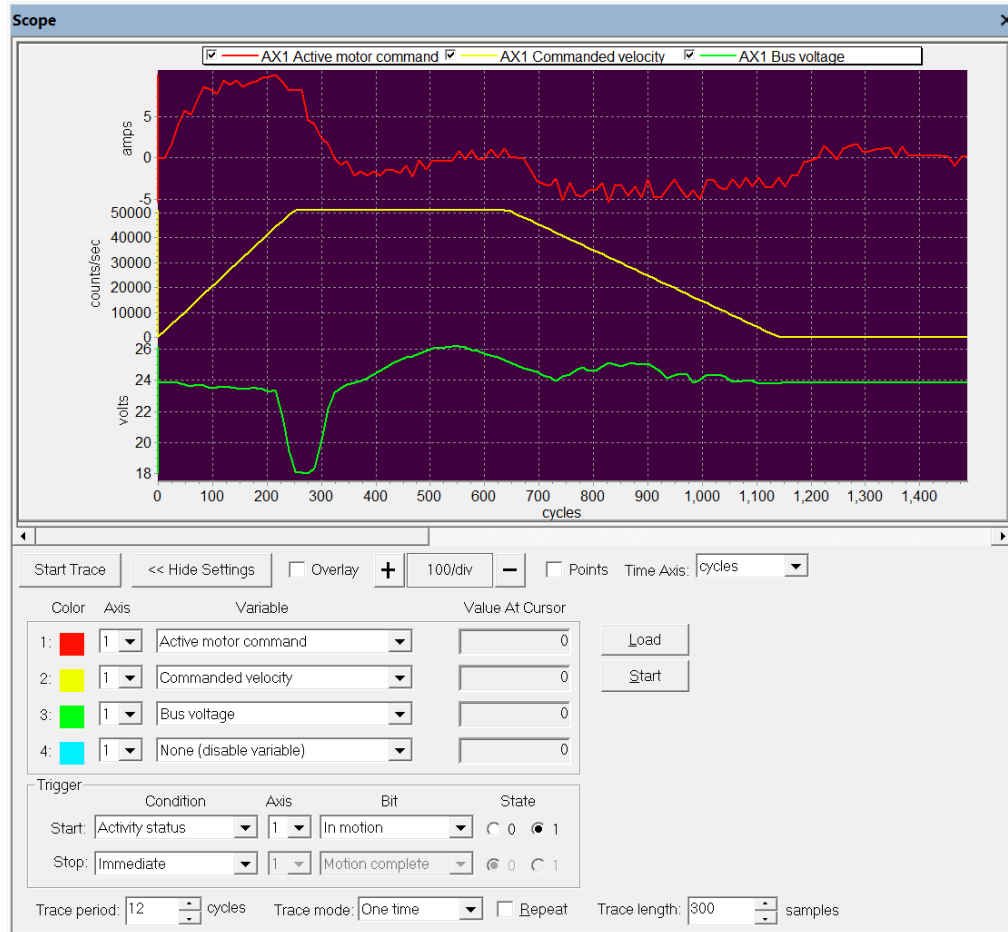 Scope
AX1 Active motor command AX1 Commanded velocity AX1 Bus voltage
amps
5
0
-5
counts/sec
50000
40000
30000
20000
10000
0
volts
26
24
22
20
18
0 100 200 300 400 500 600 700 800 900 1,000 1,100 1,200 1,300 1,400
cycles
Start Trace << Hide Settings Overlay + 100/div − Points Time Axis: cycles
Color Axis Variable Value At Cursor
1: 1 Active motor command 0 Load
2: 1 Commanded velocity 0 Start
3: 1 Bus voltage 0
4: 1 None (disable variable) 0
Trigger
Condition Axis Bit State
Start: Activity status 1 In motion 0 1
Stop: Immediate 1 Motion complete 0 1
Trace period: 12 cycles Trace mode: One time Repeat Trace length: 300 samples